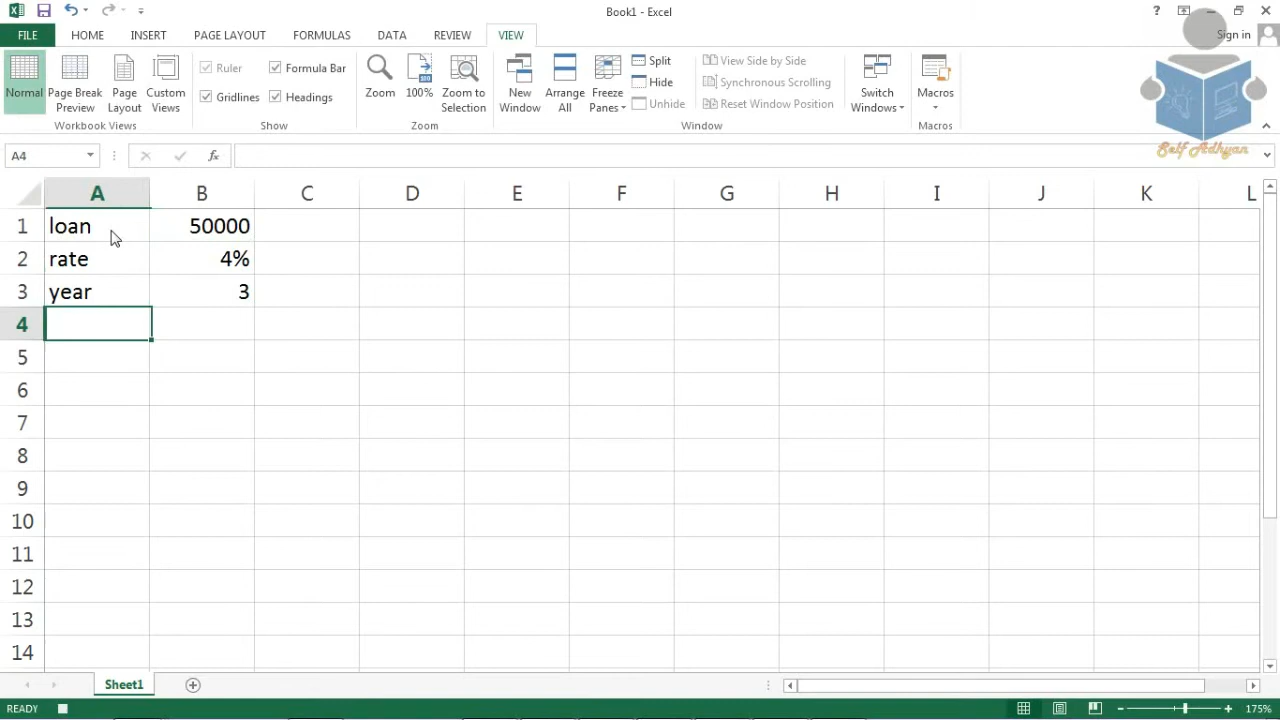 Book1 - Excel
?
Sign in
FILE HOME INSERT PAGE LAYOUT FORMULAS DATA REVIEW VIEW
Normal
Page Break Preview
Page Layout
Custom Views
Workbook Views
Ruler
Formula Bar
Gridlines
Headings
Show
Zoom
100%
Zoom to Selection
Zoom
New Window
Arrange All
Freeze Panes
Split
Hide
Unhide
View Side by Side
Synchronous Scrolling
Reset Window Position
Window
Switch Windows
Macros
Macros
Self Adhyan
A4
fx
A B C D E F G H I J K L
1 loan 50000
2 rate 4%
3 year 3
4
5
6
7
8
9
10
11
12
13
14
Sheet1
READY
175%